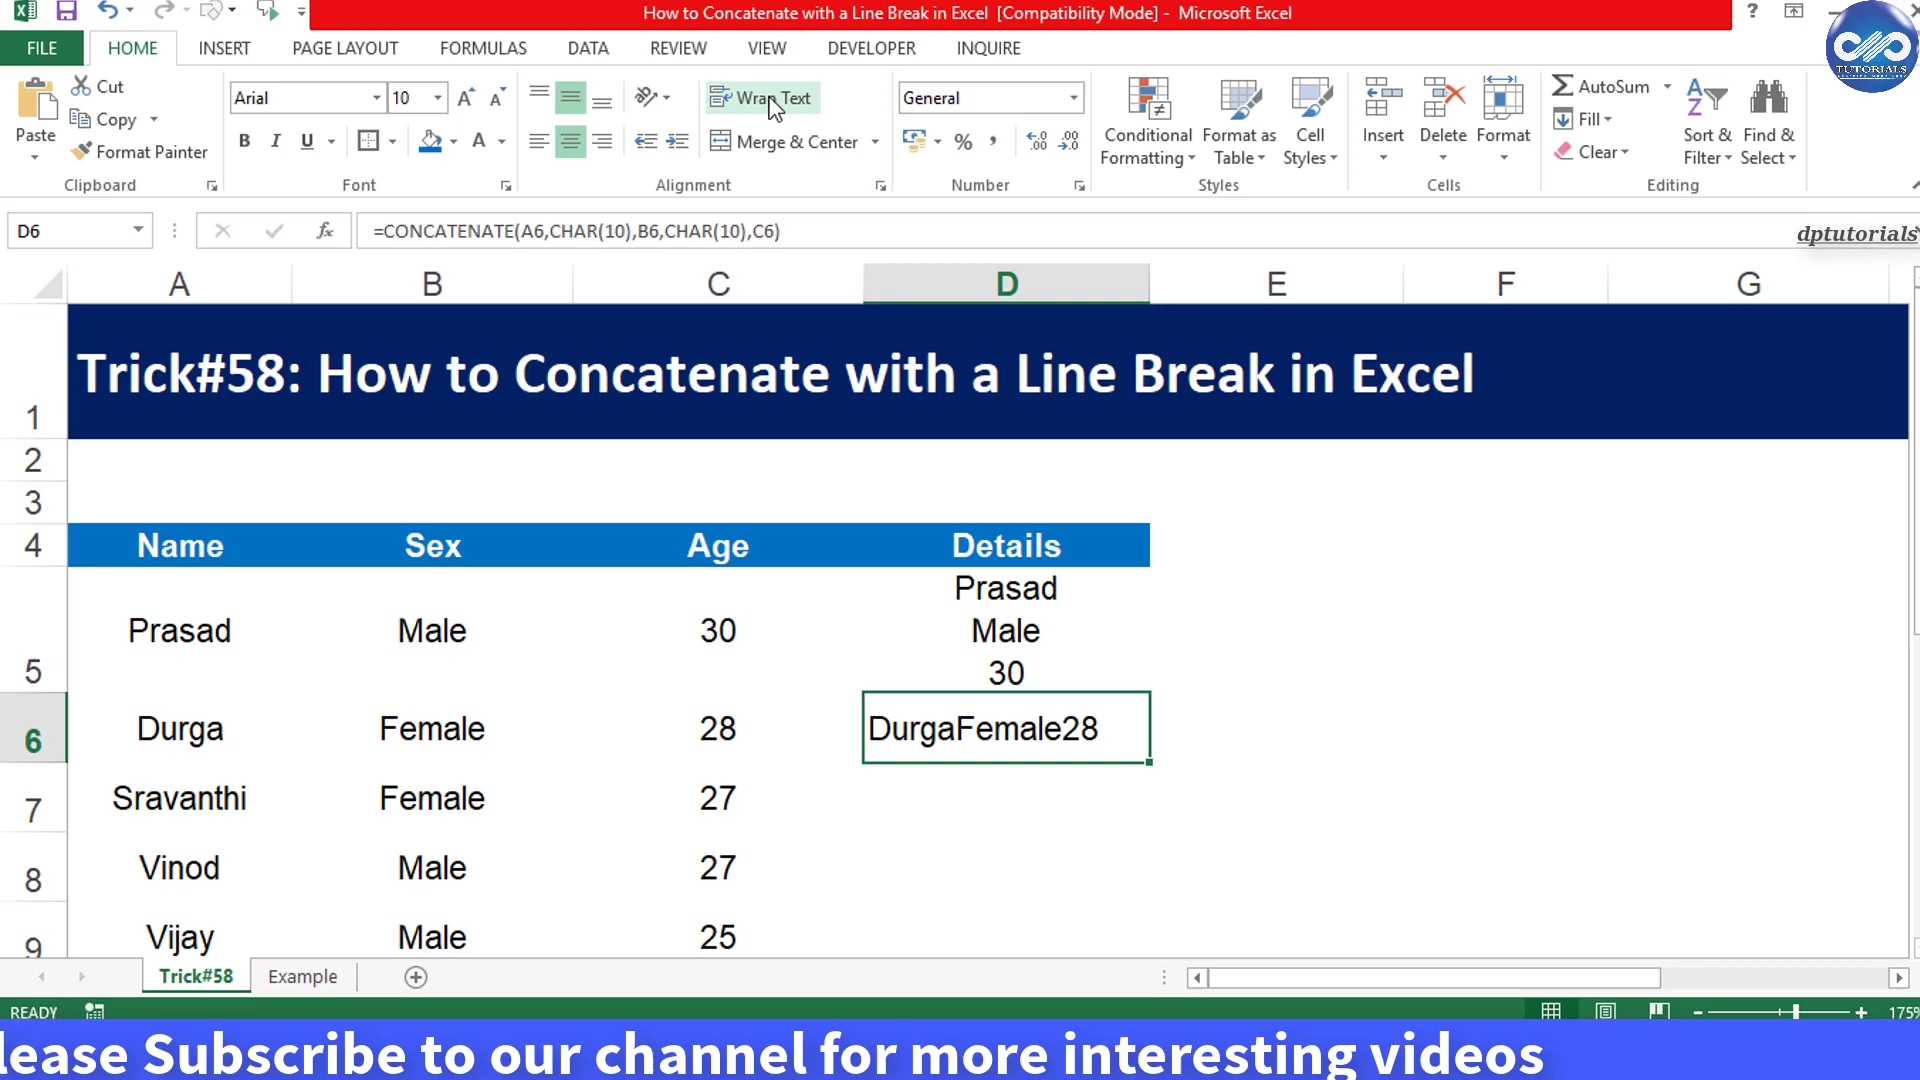 How to Concatenate with a Line Break in Excel [Compatibility Mode] - Microsoft Excel
FILE HOME INSERT PAGE LAYOUT FORMULAS DATA REVIEW VIEW DEVELOPER INQUIRE
TUTORIALS
Paste
Cut
Copy
Format Painter
Clipboard
Arial 10
B I U
Font
Wrap Text
Merge & Center
Alignment
General
%
Number
Conditional Formatting
Format as Table
Cell Styles
Styles
Insert
Delete
Format
Cells
AutoSum
Fill
Clear
Sort & Filter
Find & Select
Editing
D6 fx =CONCATENATE(A6,CHAR(10),B6,CHAR(10),C6)
dptutorials
A B C D E F G
1 Trick#58: How to Concatenate with a Line Break in Excel
2
3
4 Name Sex Age Details
5 Prasad Male 30 Prasad
Male
30
6 Durga Female 28 DurgaFemale28
7 Sravanthi Female 27
8 Vinod Male 27
9 Vijay Male 25
Trick#58 Example
READY 175%
lease Subscribe to our channel for more interesting videos